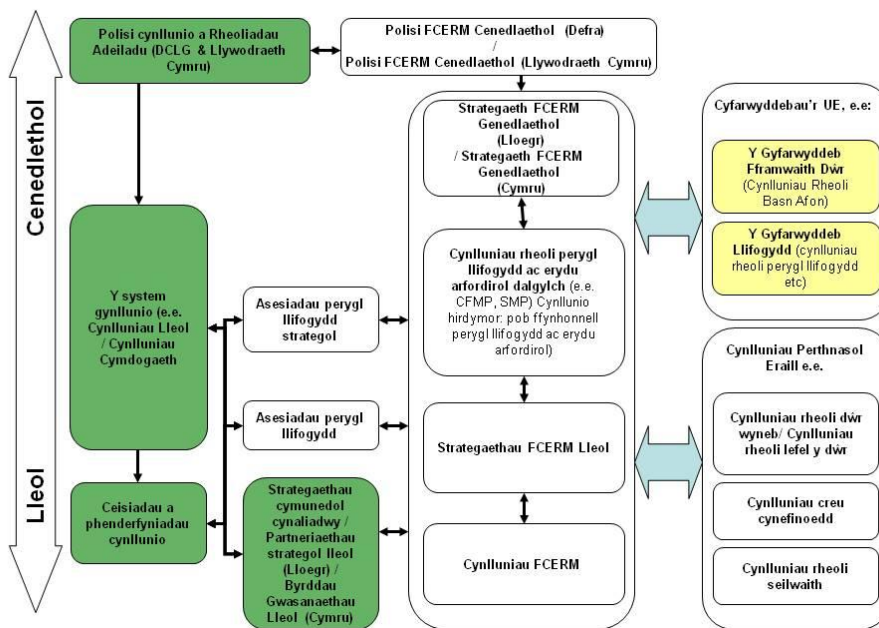 Cenedlethol
Lleol
Polisi cynllunio a Rheoliadau
Adeiladu (DCLG & Llywodraeth
Cymru)
Polisi FCERM Cenedlaethol (Defra)
/
Polisi FCERM Cenedlaethol (Llywodraeth Cymru)
Strategaeth FCERM
Genedlaethol
(Lloegr)
/ Strategaeth FCERM
Genedlaethol
(Cymru)
Cyfarwyddebau'r UE, e.e:
Y Gyfarwyddeb
Fframwaith Dŵr
(Cynlluniau Rheoli
Basn Afon)
Y Gyfarwyddeb
Llifogydd (cynlluniau
rheoli perygl llifogydd
etc)
Y system
gynllunio (e.e.
Cynlluniau Lleol
/ Cynlluniau
Cymdogaeth
Asesiadau perygl
llifogydd
strategol
Cynlluniau rheoli perygl
llifogydd ac erydu
arfordirol dalgylch (e.e.
CFMP, SMP) Cynllunio
hirdymor: pob ffynhonnell
perygl llifogydd ac erydu
arfordirol)
Cynlluniau Perthnasol
Eraill e.e.
Asesiadau perygl
llifogydd
Strategaethau FCERM Lleol
Cynlluniau rheoli dŵr
wyneb/ Cynlluniau
rheoli lefel y dŵr
Ceisiadau a
phenderfyniadau
cynllunio
Strategaethau
cymunedol
cynaliadwy /
Partneriaethau
strategol lleol
(Lloegr) /
Byrddau
Gwasanaethau
Lleol (Cymru)
Cynlluniau FCERM
Cynlluniau creu
cynefinoedd
Cynlluniau rheoli
seilwaith